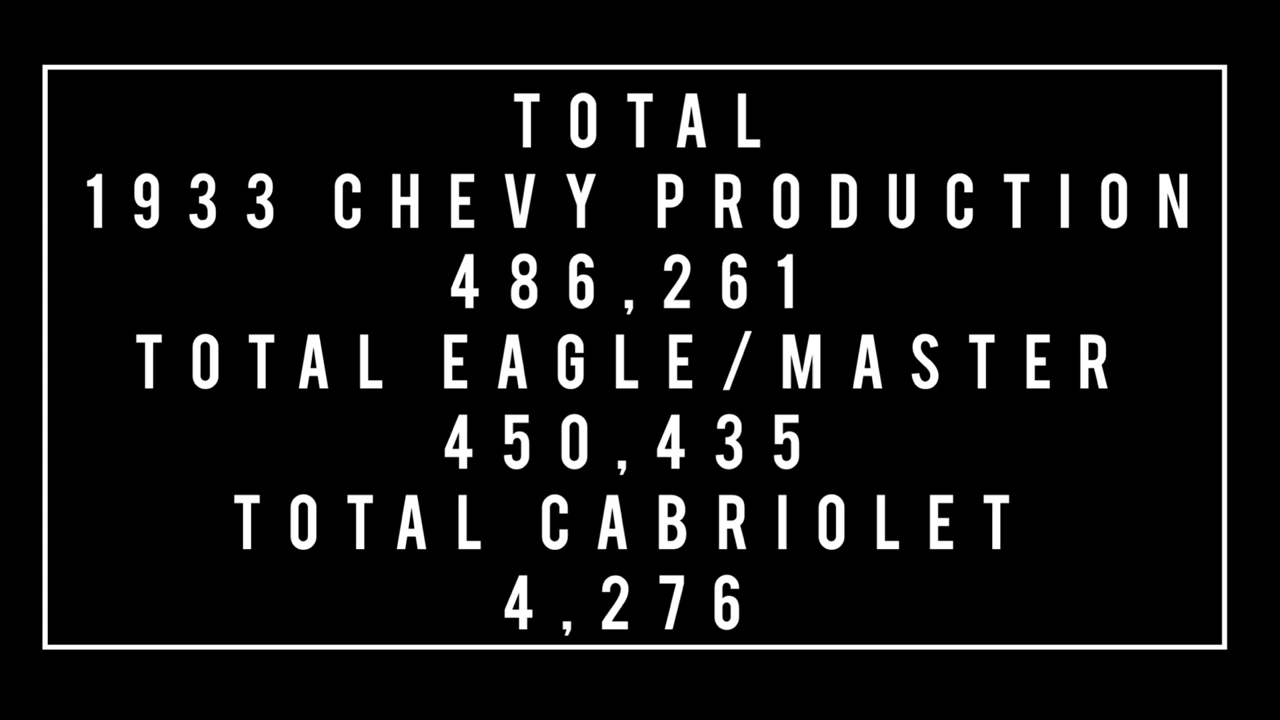 TOTAL
1933 CHEVY PRODUCTION
486,261
TOTAL EAGLE/MASTER
450,435
TOTAL CABRIOLET
4,276